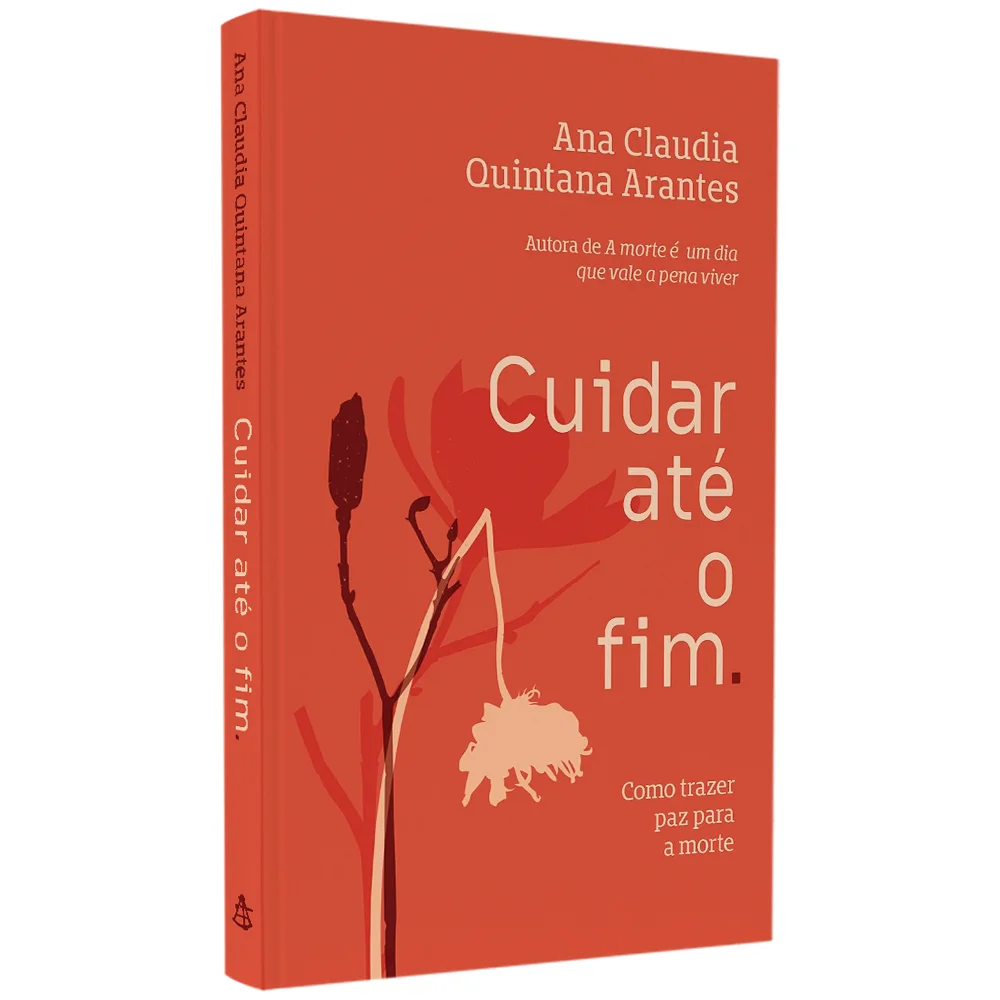 Ana Claudia Quintana Arantes Cuidar até o fim.
Ana Claudia
Quintana Arantes
Autora de A morte é um dia
que vale a pena viver
Cuidar
até
o
fim.
Como trazer
paz para
a morte